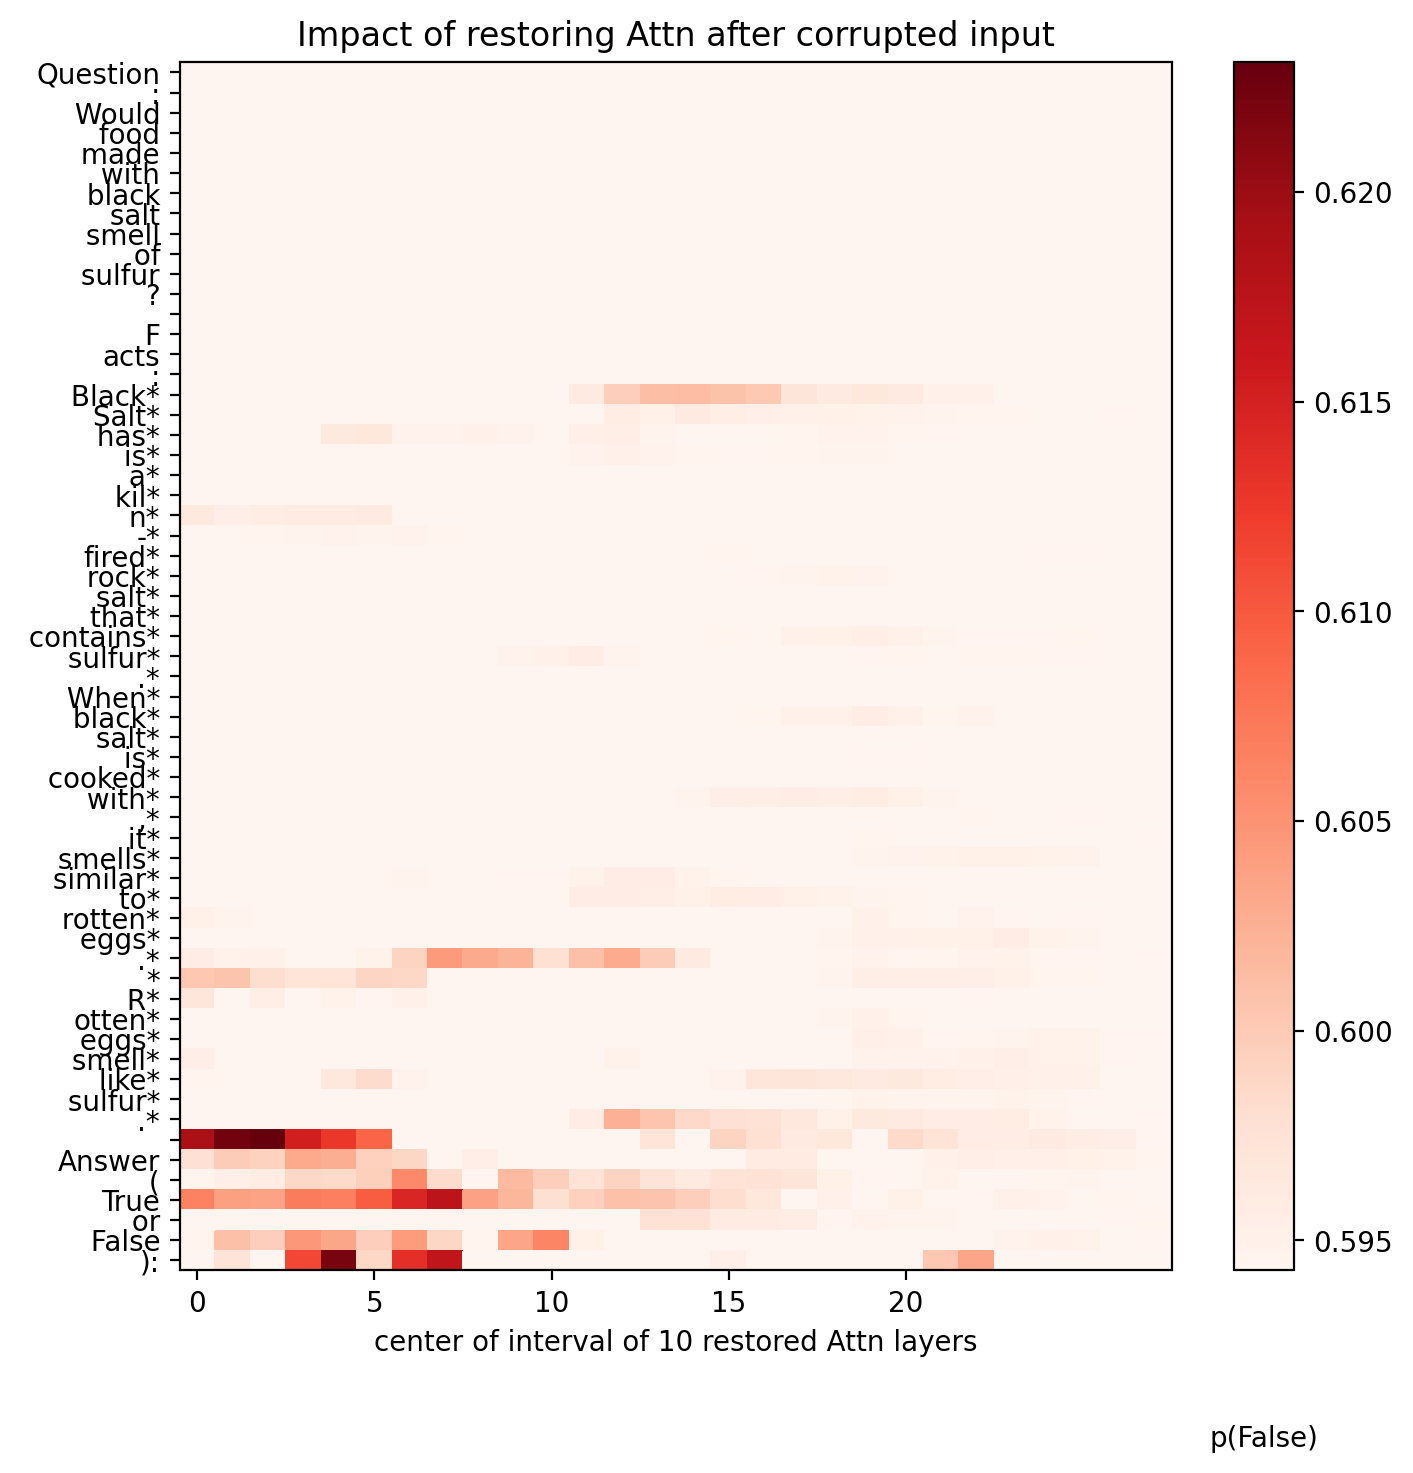 Impact of restoring Attn after corrupted input
Question
:
Would
food
made
with
black
salt
smell
of
sulfur
?
F
acts
:
Black*
Salt*
has*
is*
a*
kil*
n*
-*
fired*
rock*
salt*
that*
contains*
sulfur*
.*
When*
black*
salt*
is*
cooked*
with*
,*
it*
smells*
similar*
to*
rotten*
eggs*
.*
*
R*
otten*
eggs*
smell*
like*
sulfur*
.*
Answer
(
True
or
False
):
0 5 10 15 20
center of interval of 10 restored Attn layers
0.620
0.615
0.610
0.605
0.600
0.595
p(False)